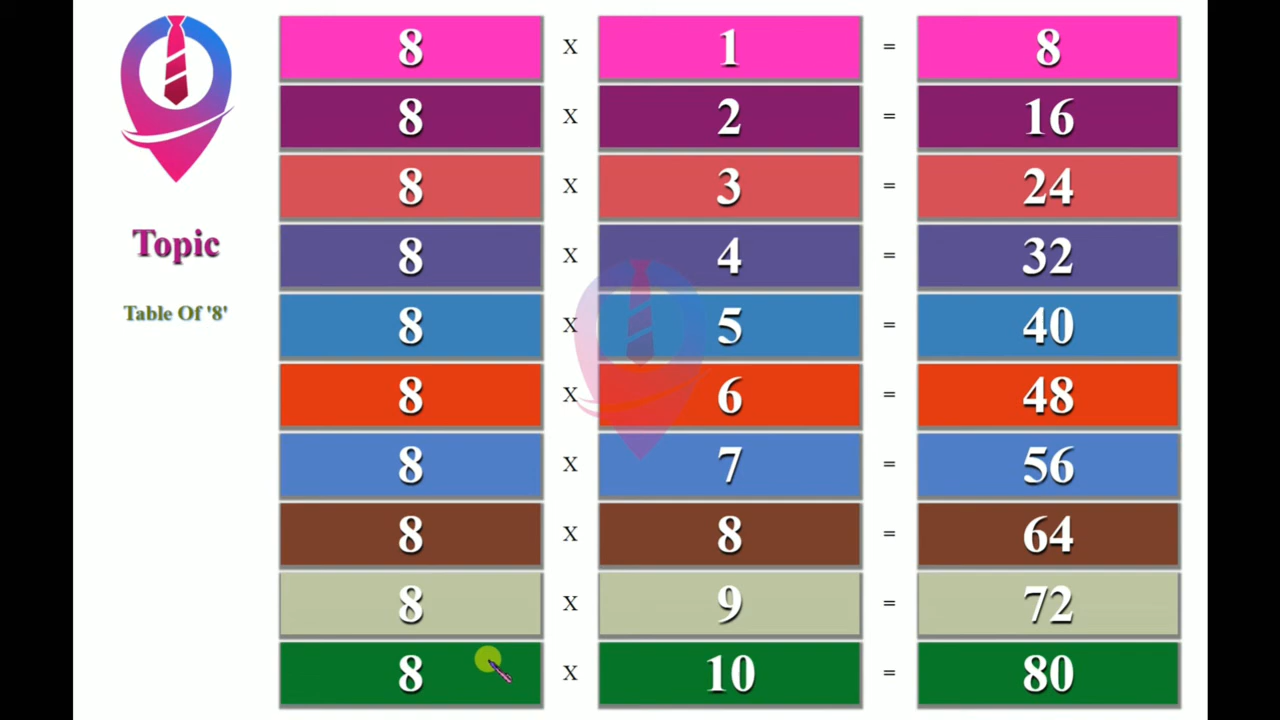 8 X 1 = 8
8 X 2 = 16
8 X 3 = 24
Topic
8 X 4 = 32
Table Of '8'
8 X 5 = 40
8 X 6 = 48
8 X 7 = 56
8 X 8 = 64
8 X 9 = 72
8 X 10 = 80